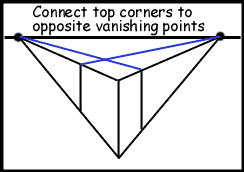 Connect top corners to
opposite vanishing points